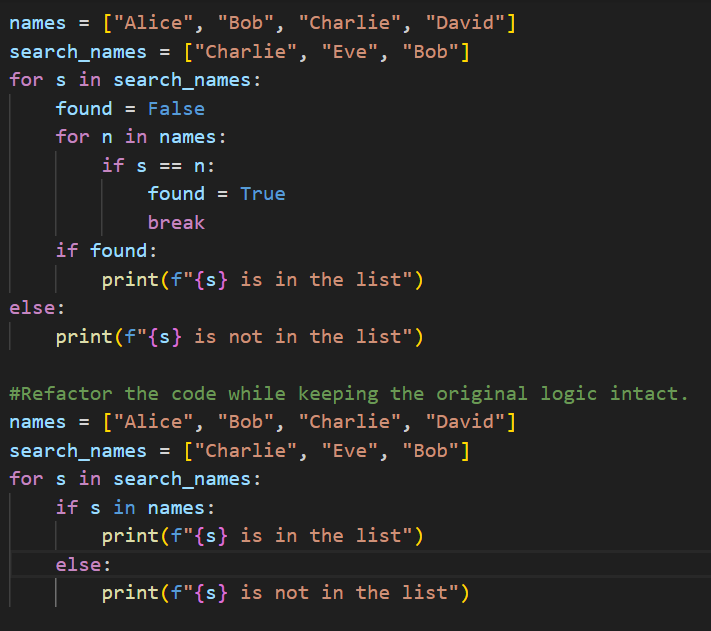 names = ["Alice", "Bob", "Charlie", "David"]
search_names = ["Charlie", "Eve", "Bob"]
for s in search_names:
    found = False
    for n in names:
        if s == n:
            found = True
            break
    if found:
        print(f"{s} is in the list")
else:
    print(f"{s} is not in the list")

#Refactor the code while keeping the original logic intact.
names = ["Alice", "Bob", "Charlie", "David"]
search_names = ["Charlie", "Eve", "Bob"]
for s in search_names:
    if s in names:
        print(f"{s} is in the list")
    else:
        print(f"{s} is not in the list")